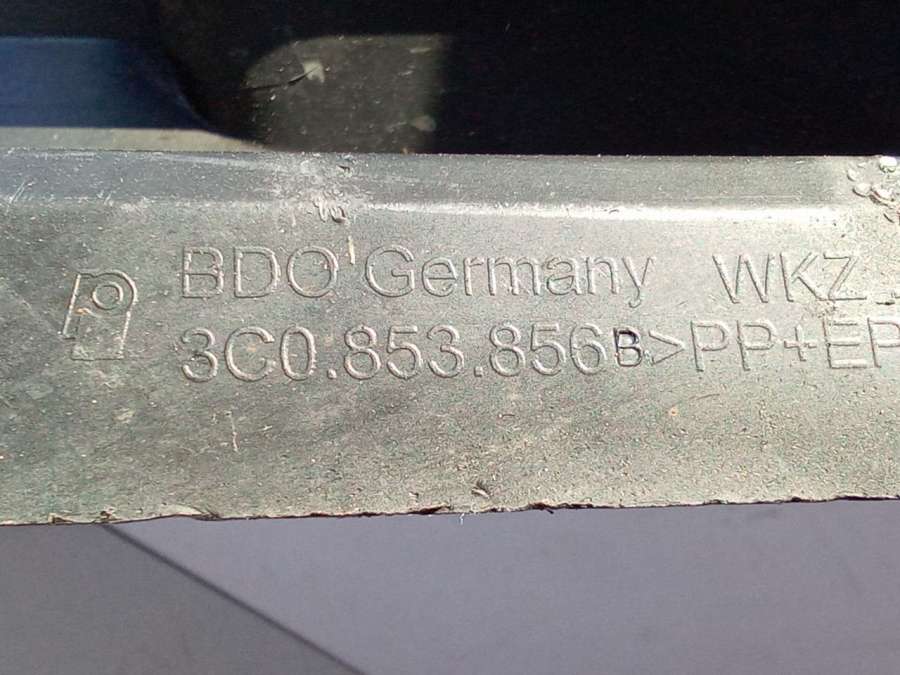 BDO Germany WKZ
3C0.853.856B>PP+EP